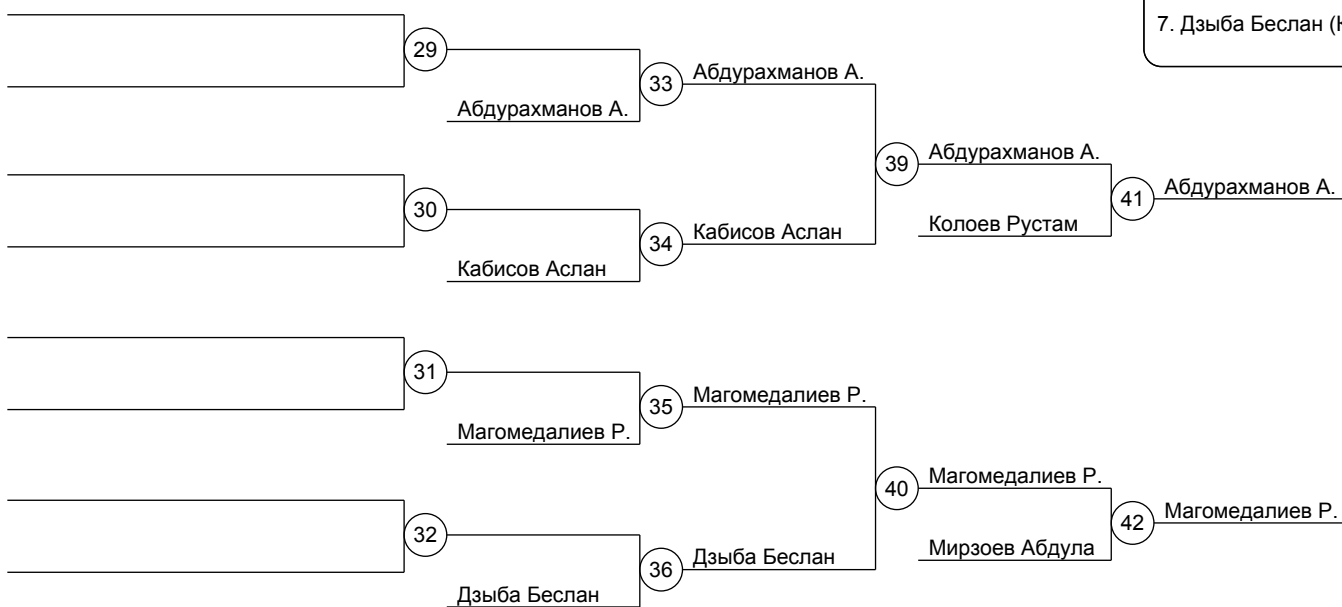 7. Дзыба Беслан (К
29
33
Абдурахманов А.
Абдурахманов А.
39
Абдурахманов А.
41
Абдурахманов А.
30
34
Кабисов Аслан
Колоев Рустам
Кабисов Аслан
31
35
Магомедалиев Р.
Магомедалиев Р.
40
Магомедалиев Р.
42
Магомедалиев Р.
32
36
Дзыба Беслан
Мирзоев Абдула
Дзыба Беслан